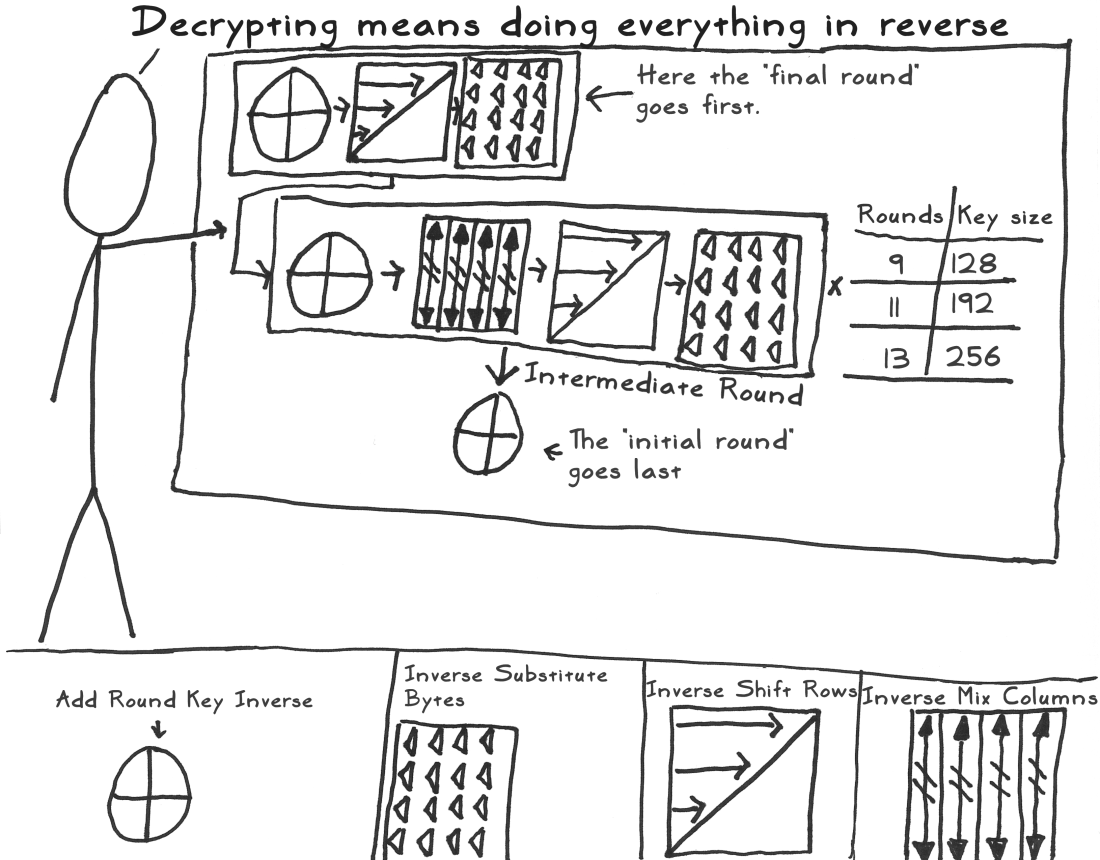 Decrypting means doing everything in reverse
Here the "final round"
goes first.
Rounds Key size
9 128
11 192
13 256
x
Intermediate Round
The "initial round"
goes last
Add Round Key Inverse
Inverse Substitute
Bytes
Inverse Shift Rows
Inverse Mix Columns